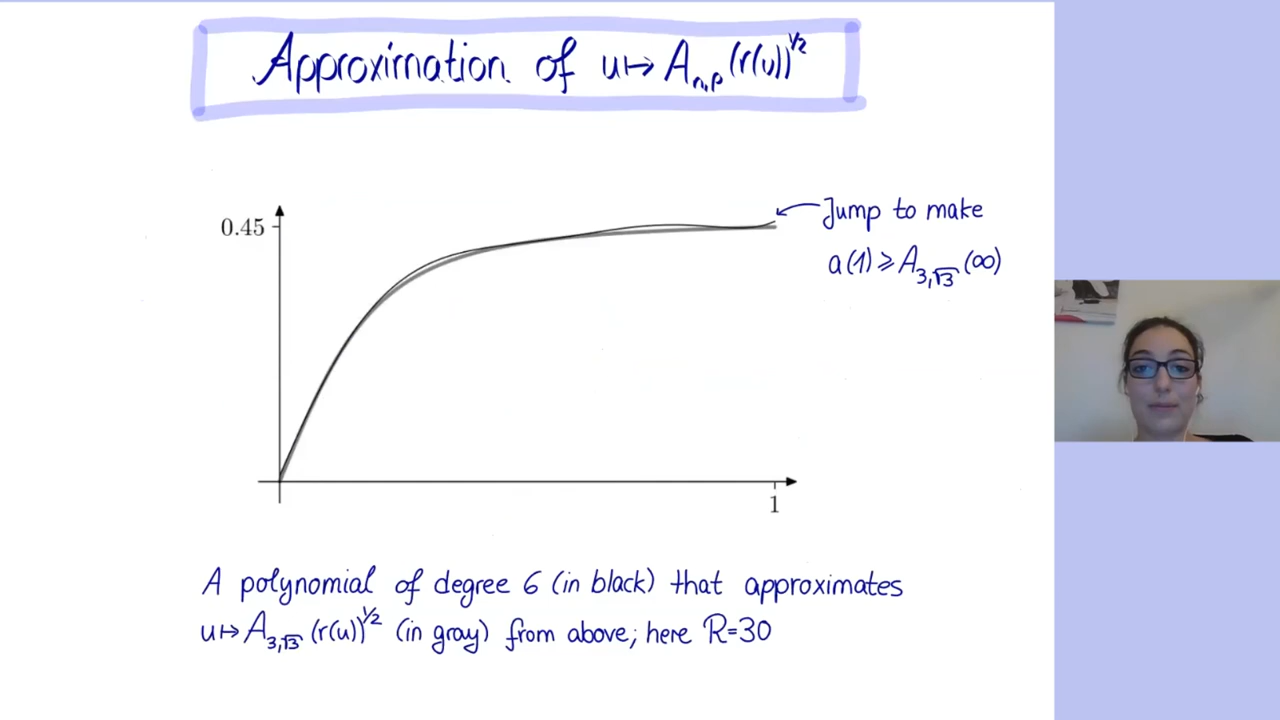 Approximation of u↦A_{n,p}(r(u))^{1/2}
0.45
Jump to make
a(1)⩾A_{3,√3}(∞)
1
A polynomial of degree 6 (in black) that approximates
u↦A_{3,√3}(r(u))^{1/2} (in gray) from above; here R=30